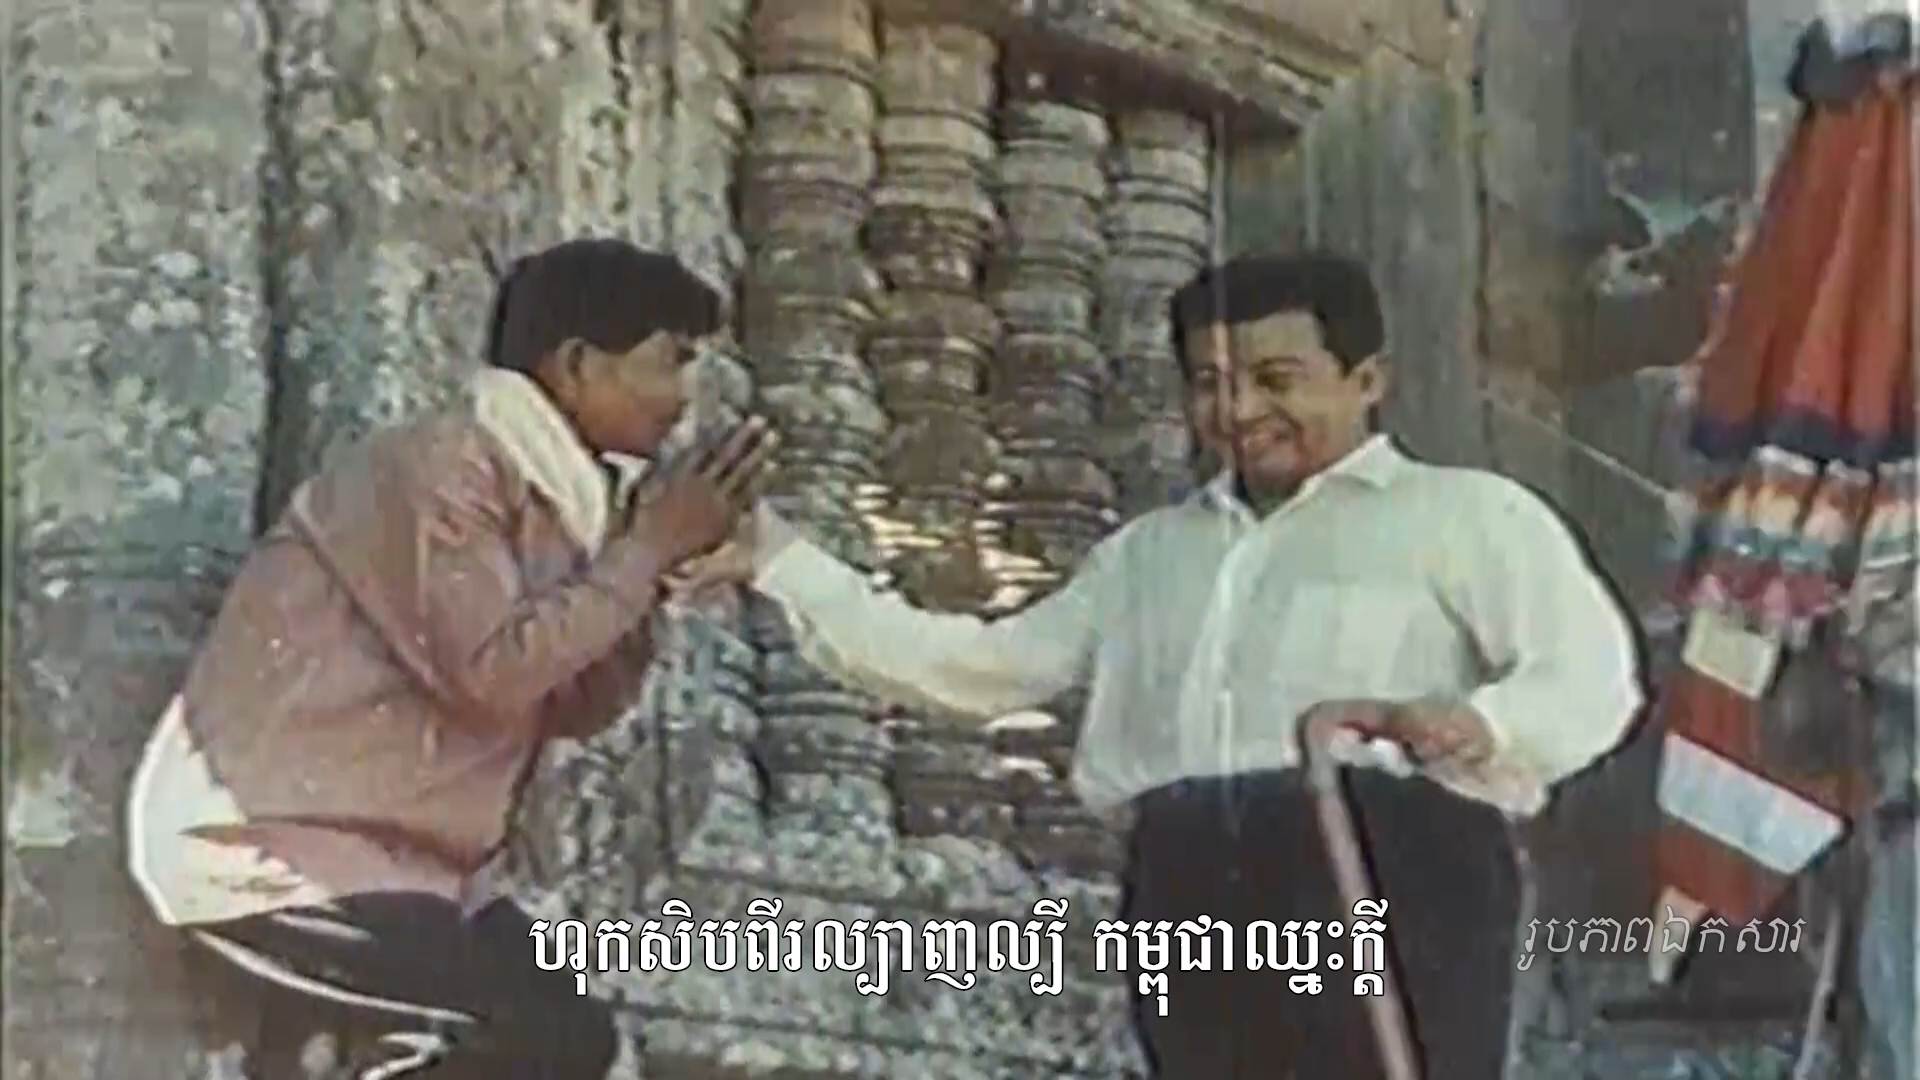 ហុកសិបពីរល្បាញល្បី កម្ពុជាឈ្នះក្ដី
រូបភាពឯកសារ